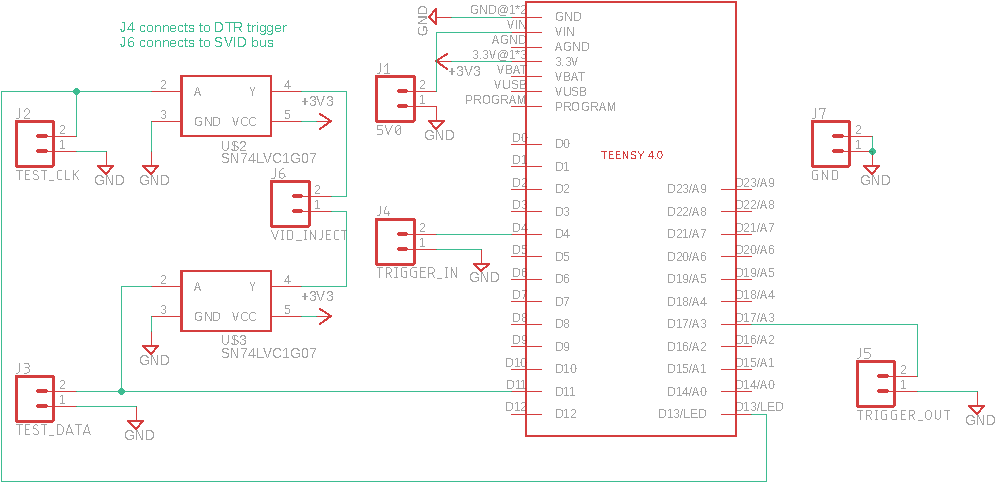 J4 connects to DTR trigger
J6 connects to SVID bus
J2
2
1
TEST_CLK
GND
2
A
Y
4
3
GND
VCC
5
+3V3
GND
U$2
SN74LVC1G07
J6
2
1
VID_INJECT
2
A
Y
4
3
GND
VCC
5
+3V3
GND
U$3
SN74LVC1G07
J3
2
1
TEST_DATA
GND
J1
2
1
5V0
GND
GND
+3V3
J4
2
1
TRIGGER_IN
GND
GND@1*2
GND
VIN
VIN
AGND
AGND
3.3V@1*3
3.3V
VBAT
VBAT
VUSB
VUSB
PROGRAM
PROGRAM
TEENSY 4.0
D0
D0
D1
D1
D2
D2
D3
D3
D4
D4
D5
D5
D6
D6
D7
D7
D8
D8
D9
D9
D10
D10
D11
D11
D12
D12
D23/A9
D23/A9
D22/A8
D22/A8
D21/A7
D21/A7
D20/A6
D20/A6
D19/A5
D19/A5
D18/A4
D18/A4
D17/A3
D17/A3
D16/A2
D16/A2
D15/A1
D15/A1
D14/A0
D14/A0
D13/LED
D13/LED
J7
2
1
GND
GND
J5
2
1
TRIGGER_OUT
GND